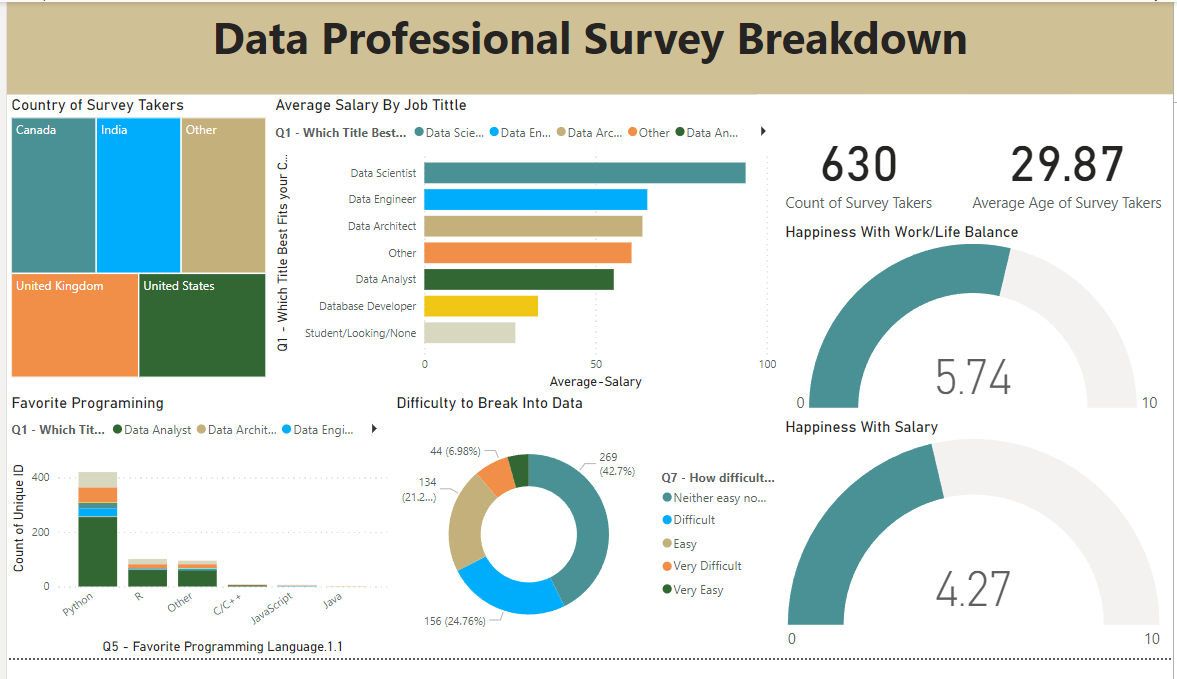 Data Professional Survey Breakdown
Country of Survey Takers
Canada
India
Other
United Kingdom
United States
Average Salary By Job Tittle
Q1 - Which Title Best... Data Scie... Data En... Data Arc... Other Data An...
Q1 - Which Title Best Fits your C...
Data Scientist
Data Engineer
Data Architect
Other
Data Analyst
Database Developer
Student/Looking/None
0 50 100
Average-Salary
630
Count of Survey Takers
29.87
Average Age of Survey Takers
Happiness With Work/Life Balance
5.74
0 10
Happiness With Salary
4.27
0 10
Favorite Programining
Q1 - Which Tit... Data Analyst Data Archit... Data Engi...
Count of Unique ID
400
200
0
Python R Other C/C++ JavaScript Java
Q5 - Favorite Programming Language.1.1
Difficulty to Break Into Data
44 (6.98%)
269
(42.7%)
134
(21.2...)
156 (24.76%)
Q7 - How difficult...
Neither easy no...
Difficult
Easy
Very Difficult
Very Easy